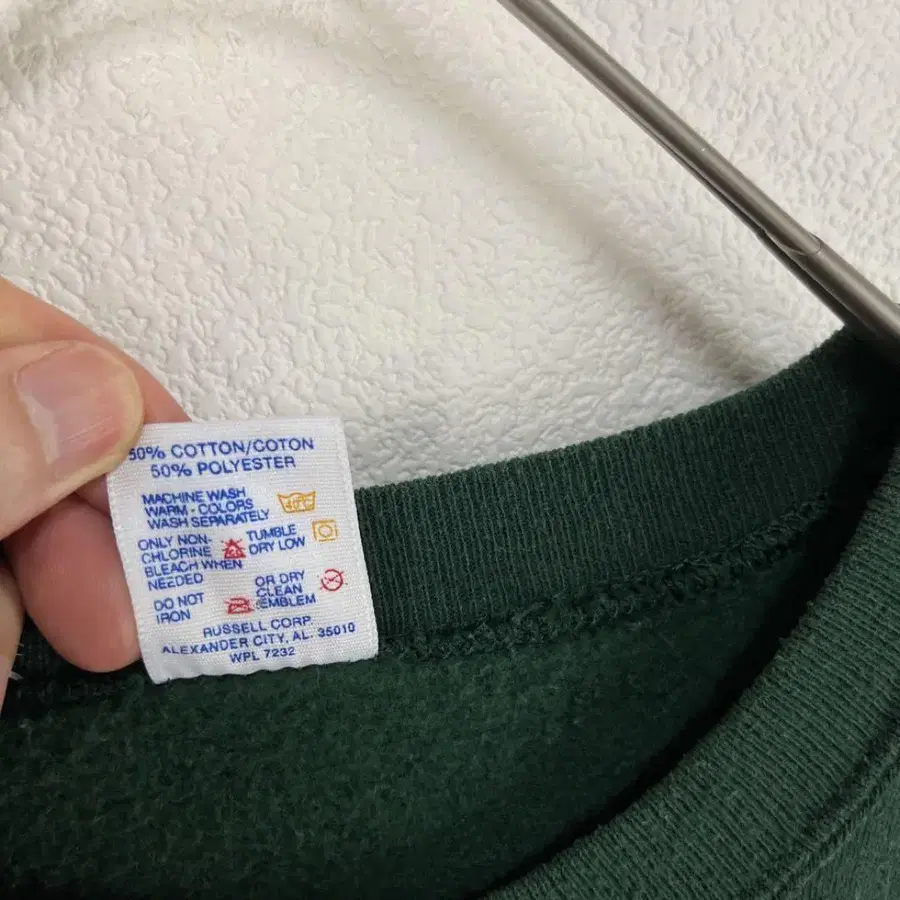 50% COTTON/COTON
50% POLYESTER
MACHINE WASH
WARM - COLORS
WASH SEPARATELY
40°C
ONLY NON-
CHLORINE
BLEACH WHEN
NEEDED
TUMBLE
DRY LOW
DO NOT
IRON
OR DRY
CLEAN
EMBLEM
RUSSELL CORP.
ALEXANDER CITY, AL. 35010
WPL 7232